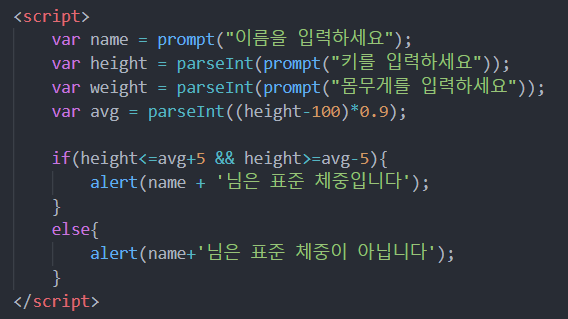 <script>
var name = prompt("이름을 입력하세요");
var height = parseInt(prompt("키를 입력하세요"));
var weight = parseInt(prompt("몸무게를 입력하세요"));
var avg = parseInt((height-100)*0.9);
if(height<=avg+5 && height>=avg-5){
alert(name + '님은 표준 체중입니다');
}
else{
alert(name+'님은 표준 체중이 아닙니다');
}
</script>